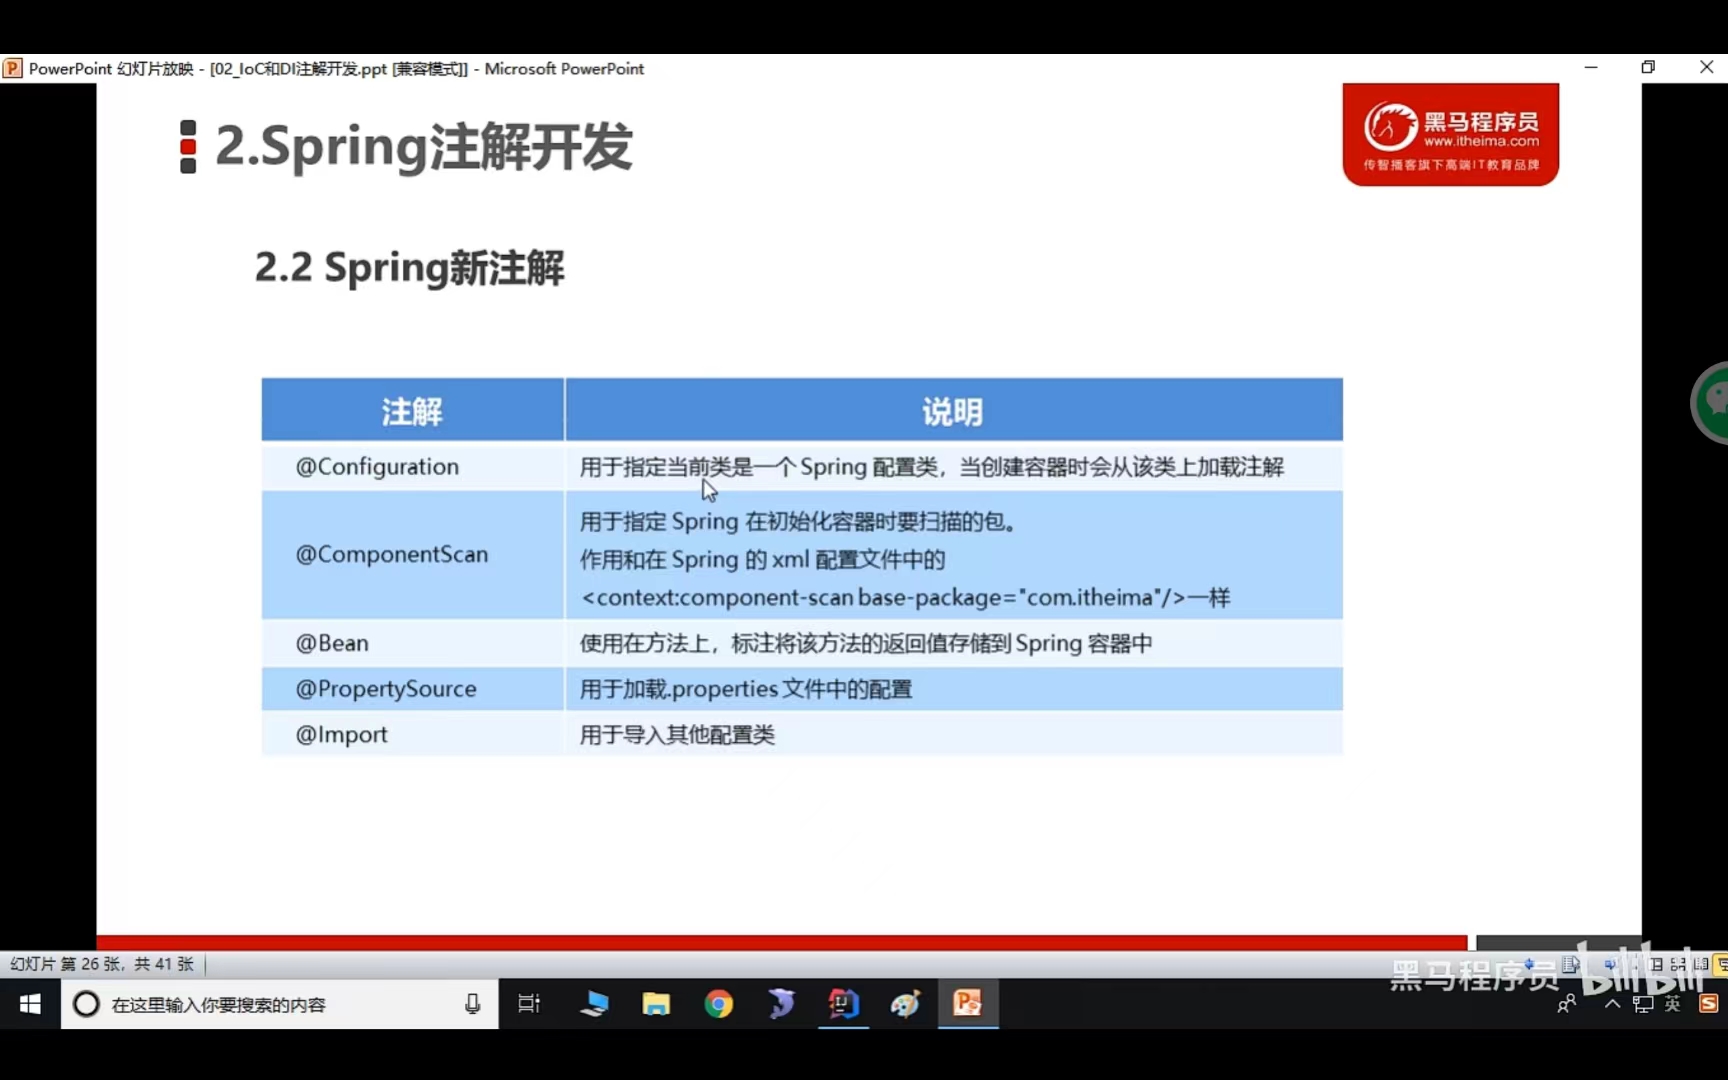 PowerPoint 幻灯片放映 - [02_IoC和DI注解开发.ppt [兼容模式]] - Microsoft PowerPoint
2.Spring注解开发
黑马程序员
www.itheima.com
传智播客旗下高端IT教育品牌
2.2 Spring新注解
注解
说明
@Configuration
用于指定当前类是一个 Spring 配置类，当创建容器时会从该类上加载注解
@ComponentScan
用于指定 Spring 在初始化容器时要扫描的包。
作用和在 Spring 的 xml 配置文件中的
<context:component-scan base-package="com.itheima"/>一样
@Bean
使用在方法上，标注将该方法的返回值存储到 Spring 容器中
@PropertySource
用于加载.properties 文件中的配置
@Import
用于导入其他配置类
幻灯片 第 26 张，共 41 张
黑马程序员 bilibili
在这里输入你要搜索的内容
英